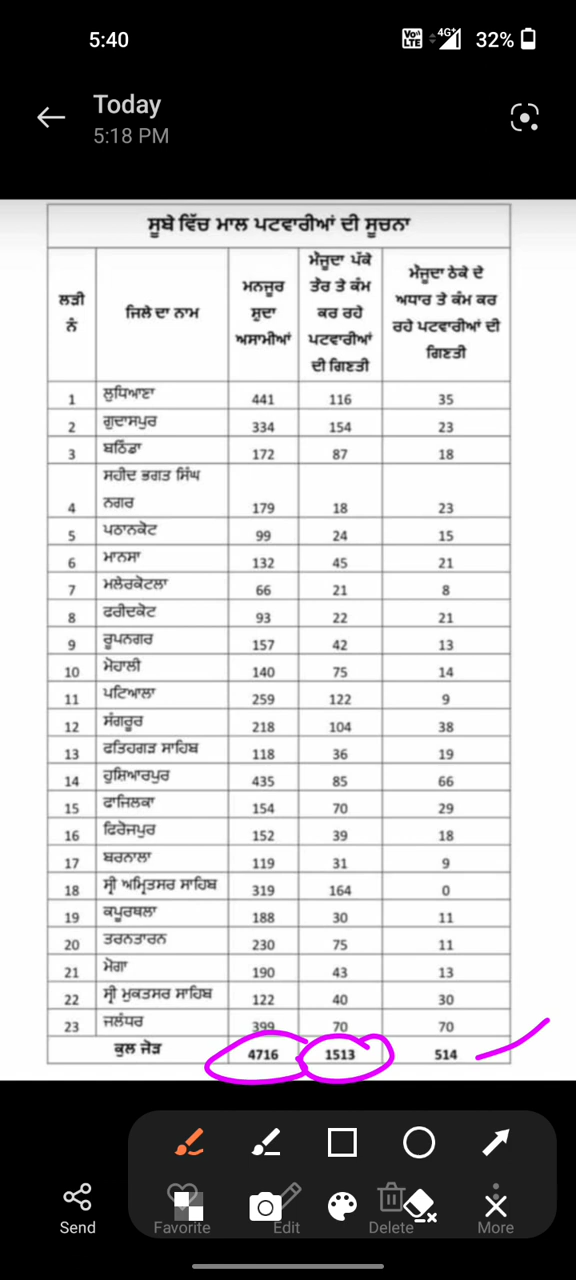 5:40
Vo LTE 4G+ 32%
Today
5:18 PM
ਸੂਬੇ ਵਿੱਚ ਮਾਲ ਪਟਵਾਰੀਆਂ ਦੀ ਸੂਚਨਾ
ਲੜੀ ਨੰ ਜਿਲੇ ਦਾ ਨਾਮ ਮਨਜੂਰ ਸੁਦਾ ਅਸਾਮੀਆਂ ਮੌਜੂਦਾ ਪੱਕੇ ਤੌਰ ਤੇ ਕੰਮ ਕਰ ਰਹੇ ਪਟਵਾਰੀਆਂ ਦੀ ਗਿਣਤੀ ਮੌਜੂਦਾ ਠੇਕੇ ਦੇ ਅਧਾਰ ਤੇ ਕੰਮ ਕਰ ਰਹੇ ਪਟਵਾਰੀਆਂ ਦੀ ਗਿਣਤੀ
1 ਲੁਧਿਆਣਾ 441 116 35
2 ਗੁਦਾਸਪੁਰ 334 154 23
3 ਬਠਿੰਡਾ 172 87 18
4 ਸਹੀਦ ਭਗਤ ਸਿੰਘ ਨਗਰ 179 18 23
5 ਪਠਾਨਕੋਟ 99 24 15
6 ਮਾਨਸਾ 132 45 21
7 ਮਲੇਰਕੋਟਲਾ 66 21 8
8 ਫਰੀਦਕੋਟ 93 22 21
9 ਰੂਪਨਗਰ 157 42 13
10 ਮੋਹਾਲੀ 140 75 14
11 ਪਟਿਆਲਾ 259 122 9
12 ਸੰਗਰੂਰ 218 104 38
13 ਫਤਿਹਗੜ ਸਾਹਿਬ 118 36 19
14 ਹੁਸ਼ਿਆਰਪੁਰ 435 85 66
15 ਫਾਜਿਲਕਾ 154 70 29
16 ਫਿਰੋਜਪੁਰ 152 39 18
17 ਬਰਨਾਲਾ 119 31 9
18 ਸ੍ਰੀ ਅਮ੍ਰਿਤਸਰ ਸਾਹਿਬ 319 164 0
19 ਕਪੂਰਥਲਾ 188 30 11
20 ਤਰਨਤਾਰਨ 230 75 11
21 ਮੋਗਾ 190 43 13
22 ਸ੍ਰੀ ਮੁਕਤਸਰ ਸਾਹਿਬ 122 40 30
23 ਜਲੰਧਰ 399 70 70
ਕੁਲ ਜੋੜ 4716 1513 514
Send Favorite Edit Delete More